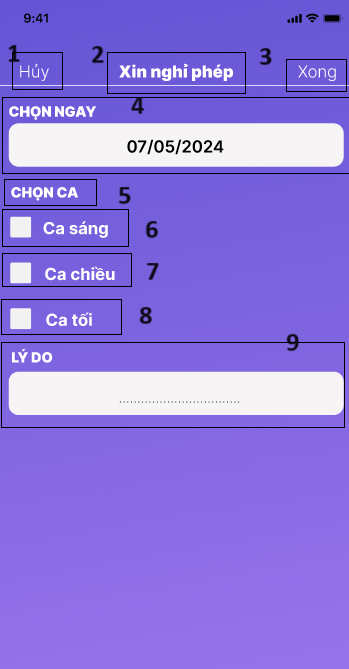 9:41
1 Hủy 2 Xin nghỉ phép 3 Xong
CHỌN NGAY 4
07/05/2024
CHỌN CA 5
Ca sáng 6
Ca chiều 7
Ca tối 8
9
LÝ DO
.................................